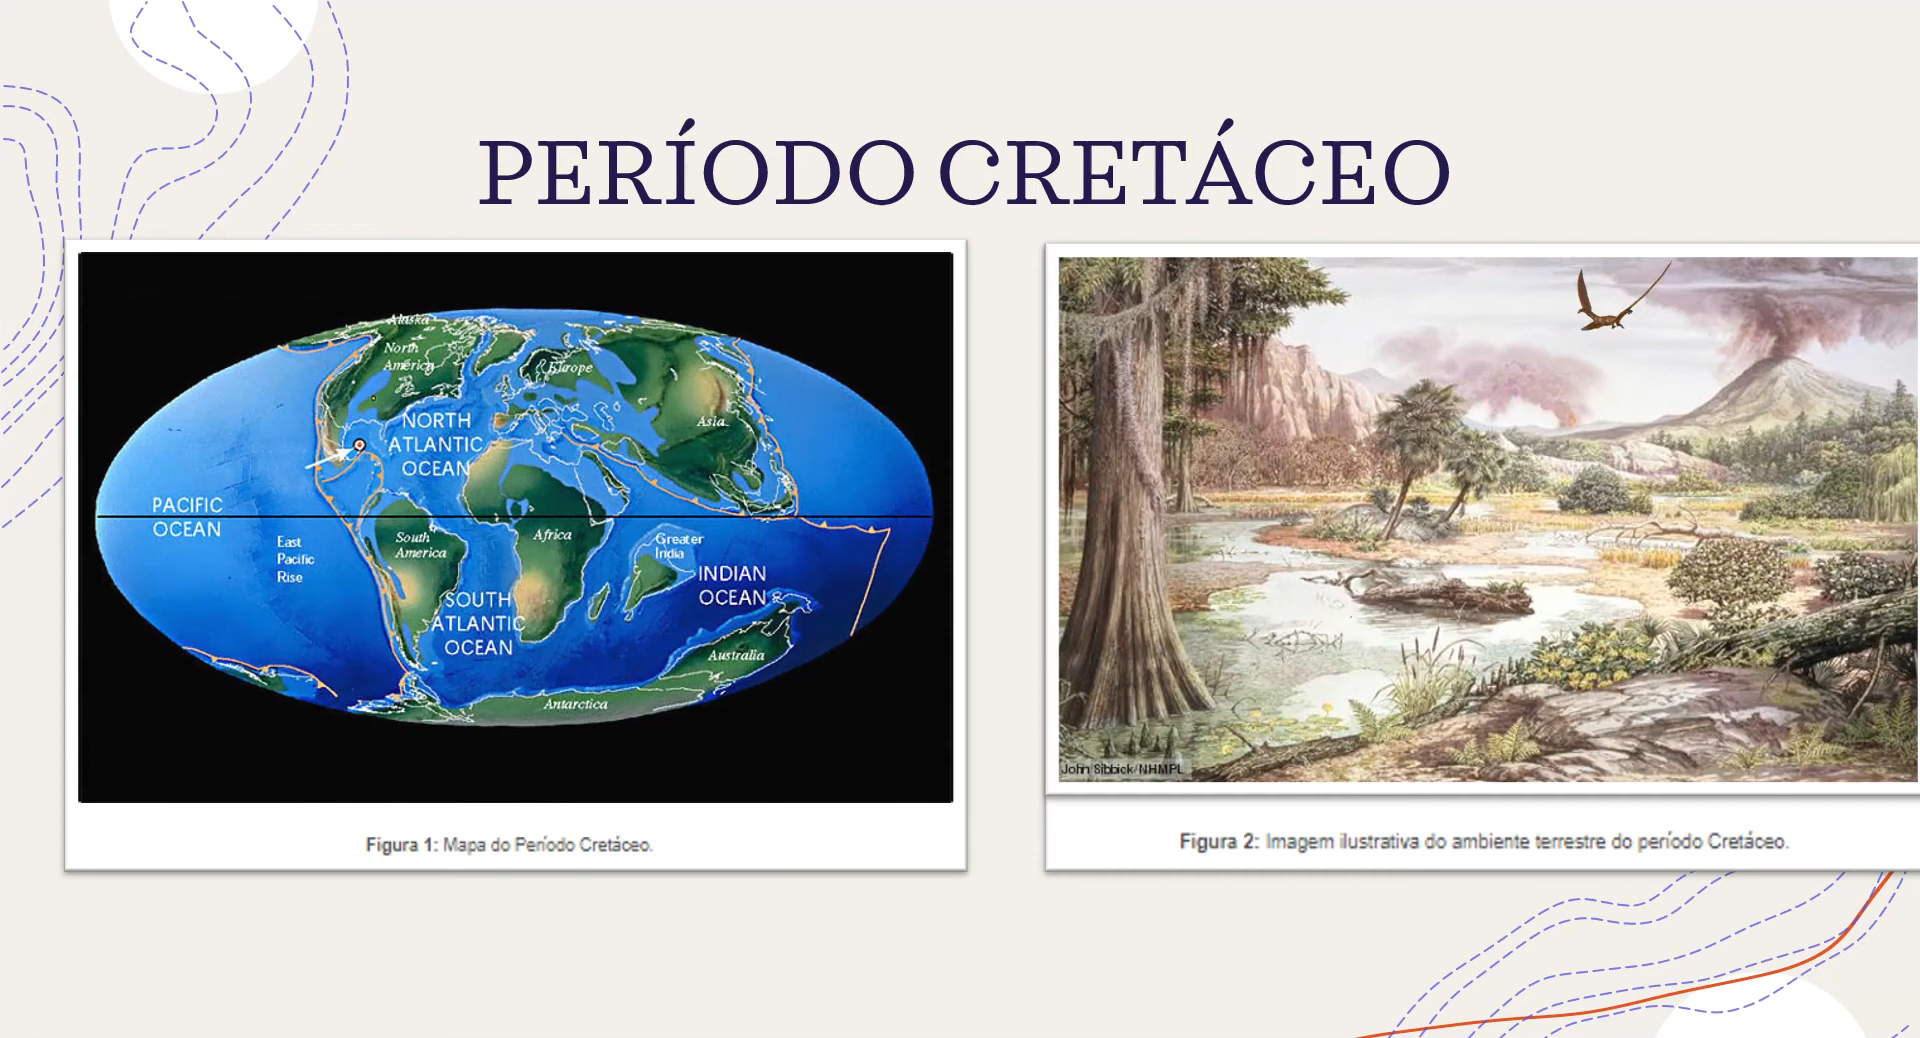 PERÍODO CRETÁCEO
Alaska
North
America
Europe
Asia
NORTH
ATLANTIC
OCEAN
PACIFIC
OCEAN
East
Pacific
Rise
South
America
Africa
Greater
India
INDIAN
OCEAN
SOUTH
ATLANTIC
OCEAN
Australia
Antarctica
Figura 1: Mapa do Período Cretáceo.
John Sibbick/NHMPL
Figura 2: Imagem ilustrativa do ambiente terrestre do período Cretáceo.